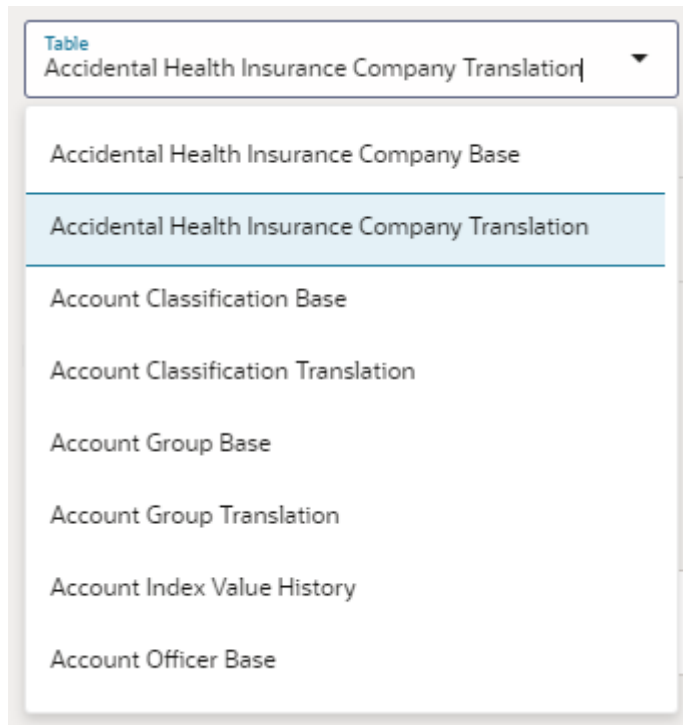 Table
Accidental Health Insurance Company Translation
Accidental Health Insurance Company Base
Accidental Health Insurance Company Translation
Account Classification Base
Account Classification Translation
Account Group Base
Account Group Translation
Account Index Value History
Account Officer Base